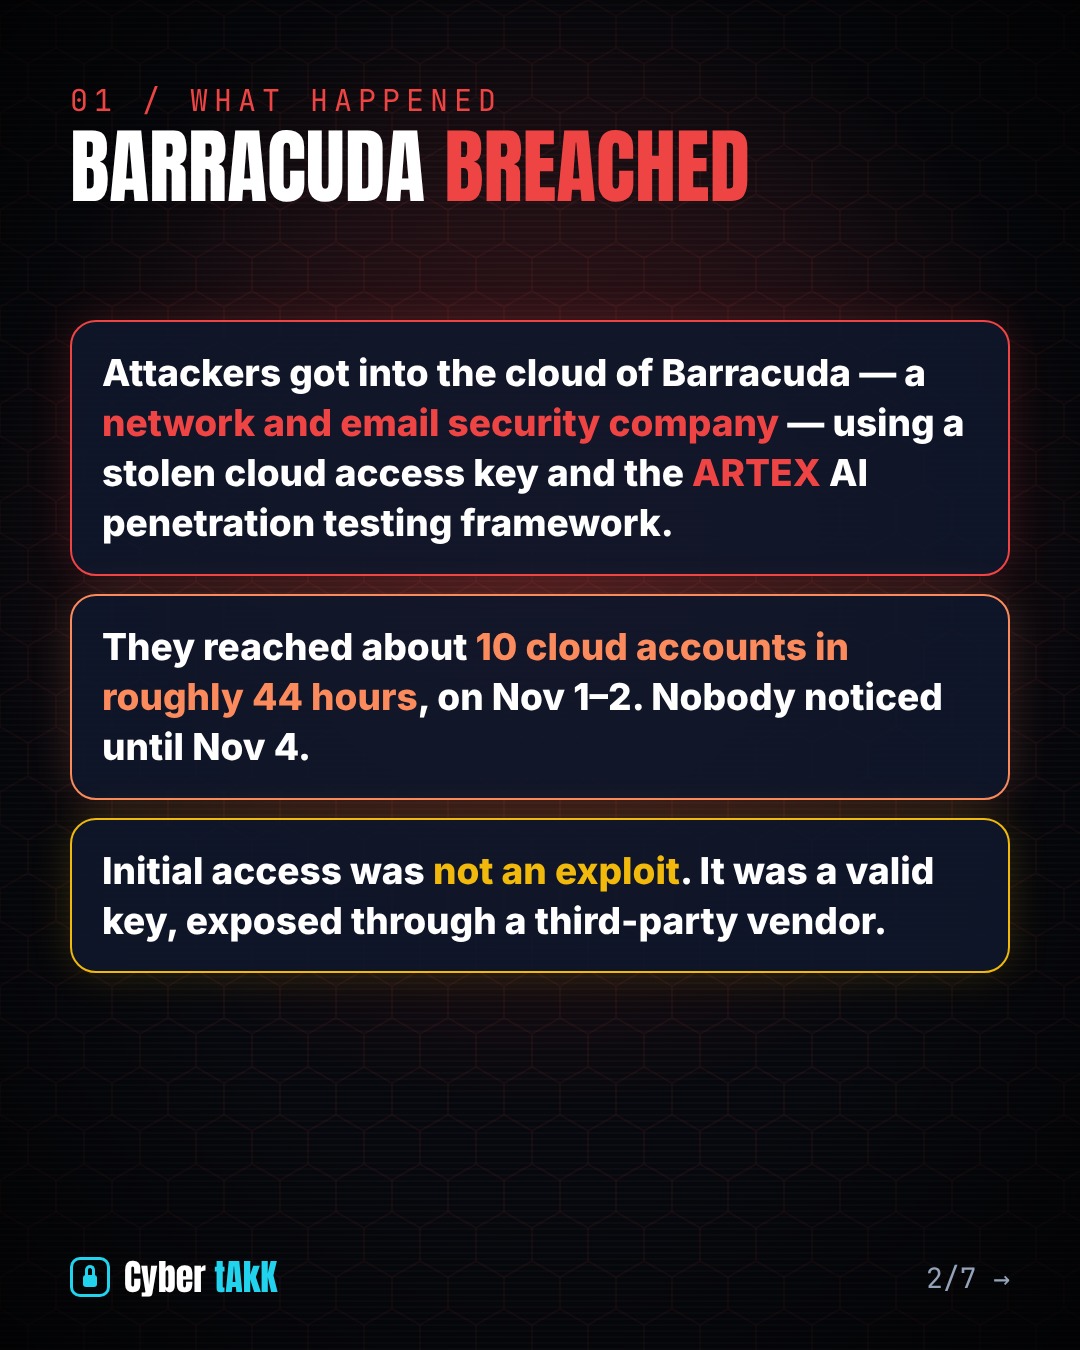 01 / WHAT HAPPENED
BARRACUDA BREACHED
Attackers got into the cloud of Barracuda — a
network and email security company — using a
stolen cloud access key and the ARTEX AI
penetration testing framework.
They reached about 10 cloud accounts in
roughly 44 hours, on Nov 1–2. Nobody noticed
until Nov 4.
Initial access was not an exploit. It was a valid
key, exposed through a third-party vendor.
Cyber tAkK
2/7 →